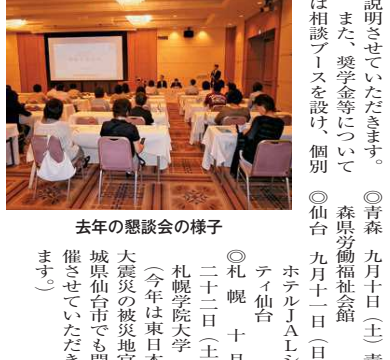 説明させていただきます。
また、奨学金等について
は相談ブースを設け、個別
去年の懇談会の様子
◎青森　九月十日（土）青
森県労働福祉会館
◎仙台　九月十一日（日
ホテルＪＡＬシ
ティ仙台
◎札　幌　十月
二十二日（土
札幌学院大学
（今年は東日本
大震災の被災地宮
城県仙台市でも開
催させていただき
ます。）